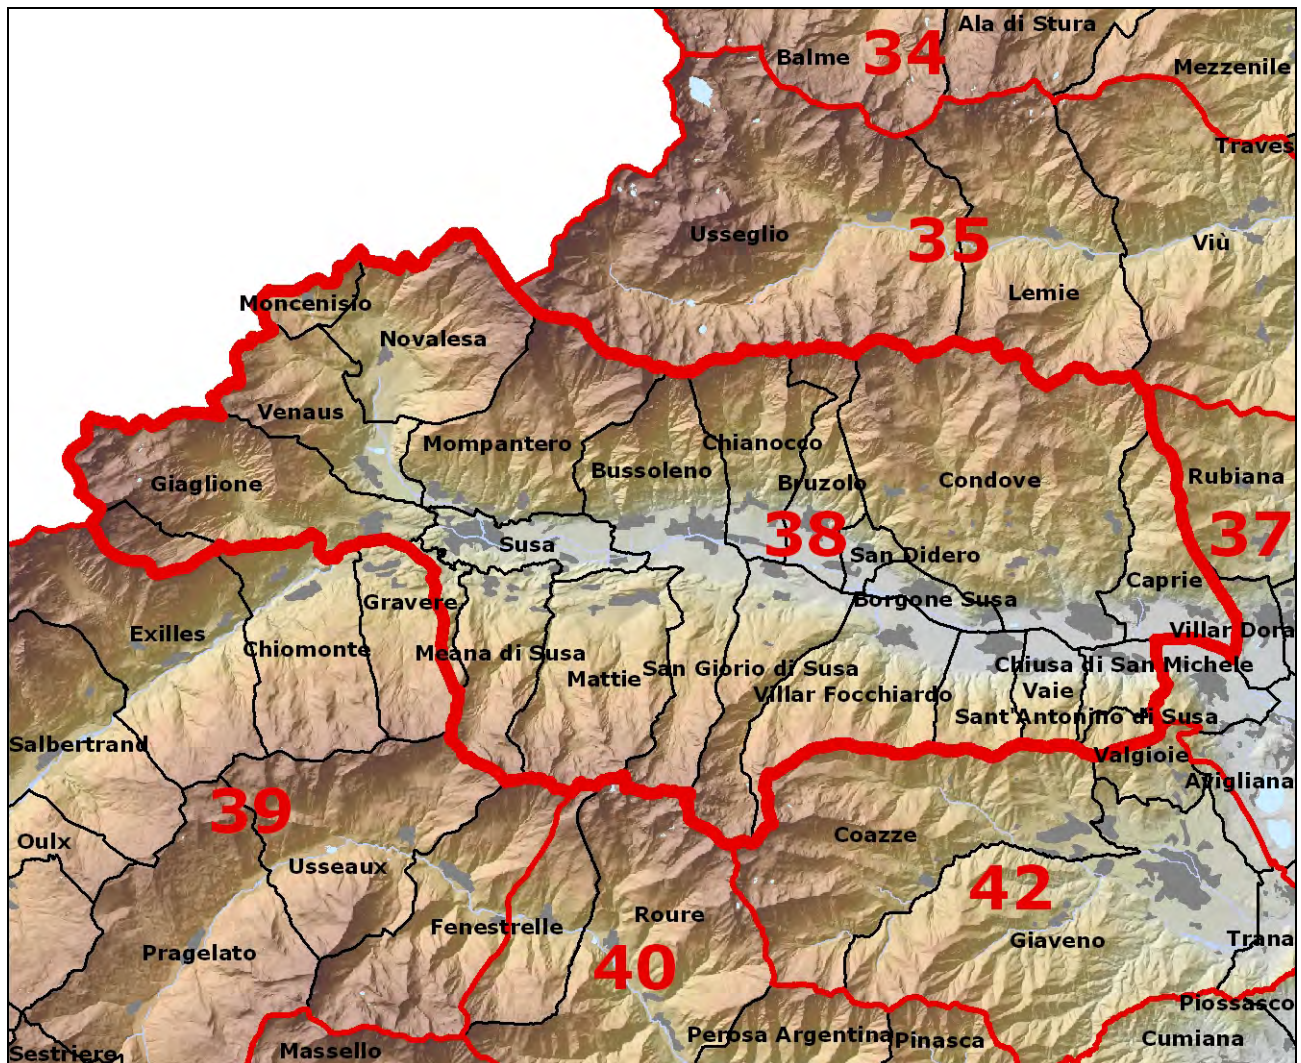 Ala di Stura
Balme
34
Mezzenile
Traves
Usseglio
35
Viù
Lemie
Moncenisio
Novalesa
Venaus
Mompantero
Chianocco
Bussoleno
Giaglione
Bruzolo
Condove
Rubiana
38
37
Susa
San Didero
Caprie
Gravere
Borgone Susa
Exilles
Villar Dora
Chiomonte
Meana di Susa
Mattie
San Giorio di Susa
Chiusa di San Michele
Villar Focchiardo
Vaie
Sant'Antonino di Susa
Salbertrand
Valgioie
Avigliana
39
Oulx
Coazze
Usseaux
42
Roure
Fenestrelle
Giaveno
Trana
Pragelato
40
Piossasco
Perosa Argentina
Pinasca
Cumiana
Massello
Sestriere